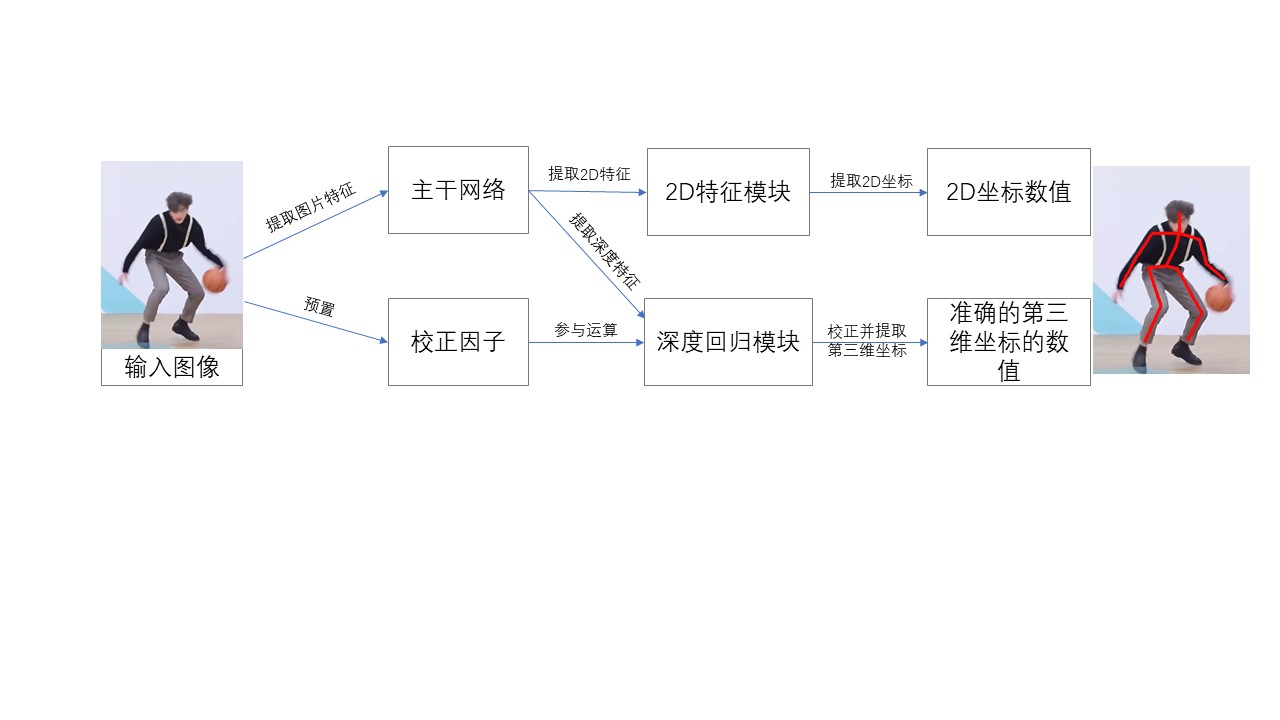 提取图片特征
主干网络
提取2D特征
2D特征模块
提取2D坐标
2D坐标数值
提取深度特征
输入图像
预置
校正因子
参与运算
深度回归模块
校正并提取
第三维坐标
准确的第三
维坐标的数
值